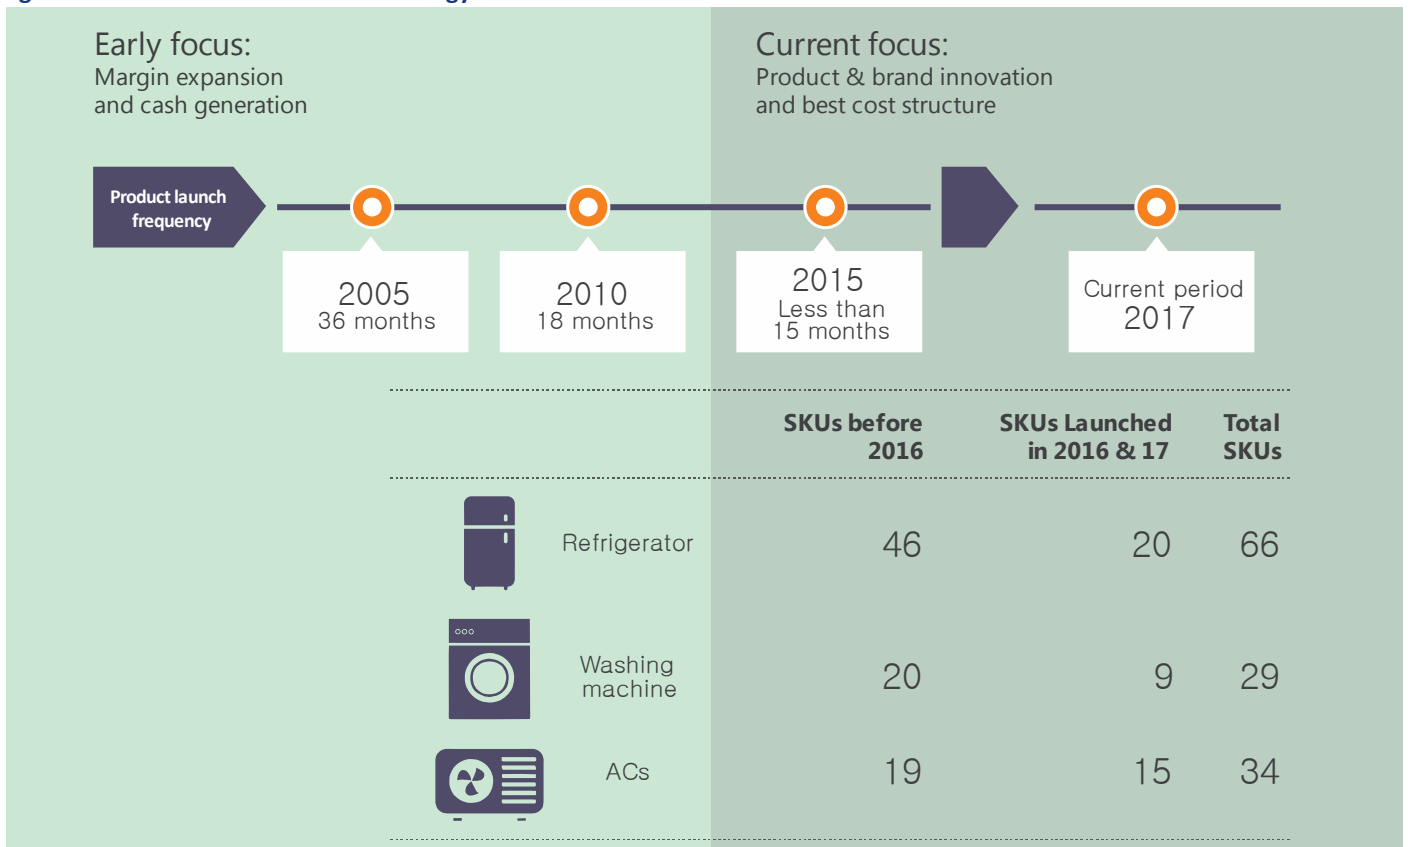 Early focus:
Margin expansion
and cash generation
Current focus:
Product & brand innovation
and best cost structure
Product launch
frequency
2005
36 months
2010
18 months
2015
Less than
15 months
Current period
2017
SKUs before
2016
SKUs Launched
in 2016 & 17
Total
SKUs
Refrigerator
46
20
66
Washing
machine
20
9
29
ACs
19
15
34